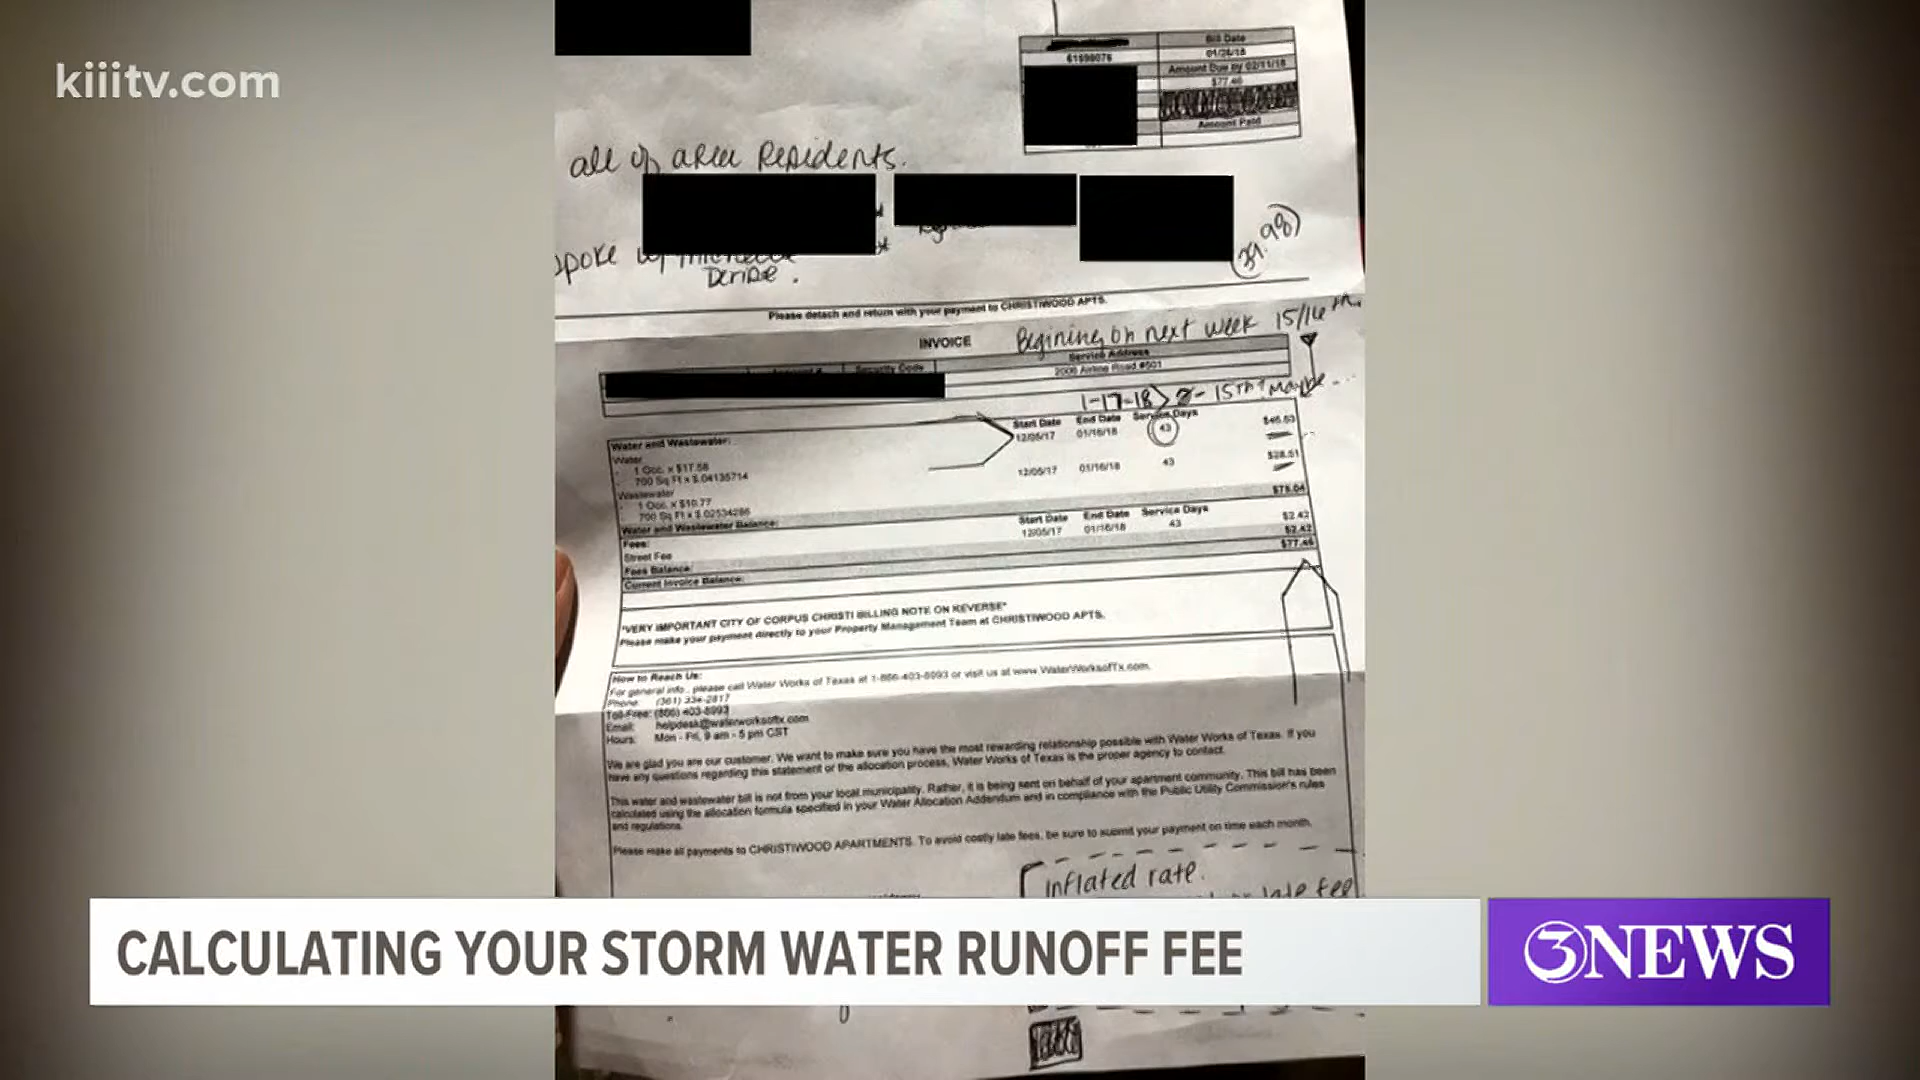 kiiitv.com
Bill Date
61598076
01/26/18
Amount Due by 02/11/18
$77.46
Amount Paid
all of area Residents.
spoke w/
Denise.
39.98
Please detach and return with your payment to CHRISTIWOOD APTS.
INVOICE
Begining on next week 15/16th
Service Address
Security Code
2006 Airline Road #501
1-17-18 > 2-15th? Maybe...
Start Date End Date Service Days
Water and Wastewater:
12/05/17 01/16/18 43
Water
1 Occ. x $17.58
700 Sq Ft x $.04135714
12/05/17 01/16/18 43 $28.51
Wastewater
1 Occ. x $10.77
700 Sq Ft x $.02534286
Water and Wastewater Balance:
Start Date End Date Service Days
Fees:
12/05/17 01/16/18 43 $2.42
Street Fee
$2.42
Fees Balance:
$77.46
Current Invoice Balance:
*VERY IMPORTANT CITY OF CORPUS CHRISTI BILLING NOTE ON REVERSE*
Please make your payment directly to your Property Management Team at CHRISTIWOOD APTS.
How to Reach Us:
For general info., please call Water Works of Texas at 1-866-403-8993 or visit us at www.WaterWorksofTx.com.
Phone: (361) 334-2817
Toll-Free: (866) 403-8993
Email: helpdesk@waterworksoftx.com
Hours: Mon - Fri, 9 am - 5 pm CST
We are glad you are our customer. We want to make sure you have the most rewarding relationship possible with Water Works of Texas. If you
have any questions regarding this statement or the allocation process, Water Works of Texas is the proper agency to contact.
This water and wastewater bill is not from your local municipality. Rather, it is being sent on behalf of your apartment community. This bill has been
calculated using the allocation formula specified in your Water Allocation Addendum and in compliance with the Public Utility Commission's rules
and regulations.
Please make all payments to CHRISTIWOOD APARTMENTS. To avoid costly late fees, be sure to submit your payment on time each month.
inflated rate.
late fee
CALCULATING YOUR STORM WATER RUNOFF FEE
3NEWS